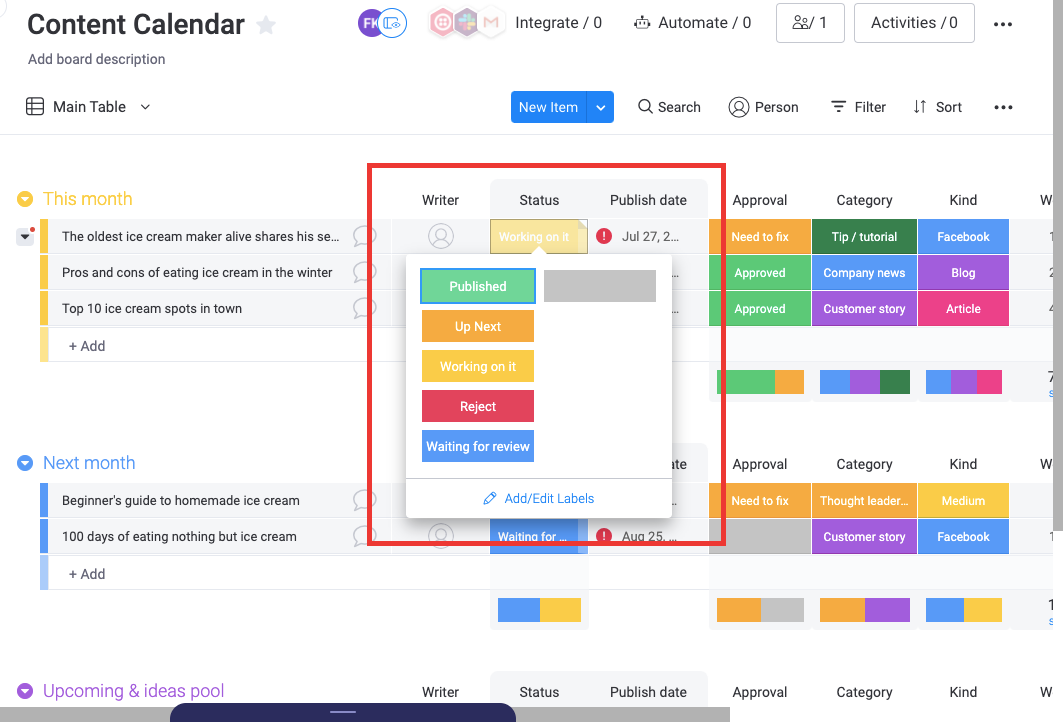 Content Calendar
FK
Integrate / 0
Automate / 0
/ 1
Activities / 0
Add board description
Main Table
New Item
Search
Person
Filter
Sort
This month
Writer
Status
Publish date
Approval
Category
Kind
W
The oldest ice cream maker alive shares his se...
Working on it
Jul 27, 2...
Need to fix
Tip / tutorial
Facebook
1
Pros and cons of eating ice cream in the winter
...
Approved
Company news
Blog
2
Top 10 ice cream spots in town
...
Approved
Customer story
Article
4
+ Add
Published
Up Next
Working on it
Reject
Waiting for review
Add/Edit Labels
7
s
Next month
ate
Approval
Category
Kind
W
Beginner's guide to homemade ice cream
...
Need to fix
Thought leader...
Medium
100 days of eating nothing but ice cream
Waiting for ...
Aug 25, ...
Customer story
Facebook
1
+ Add
1
s
Upcoming & ideas pool
Writer
Status
Publish date
Approval
Category
Kind
W